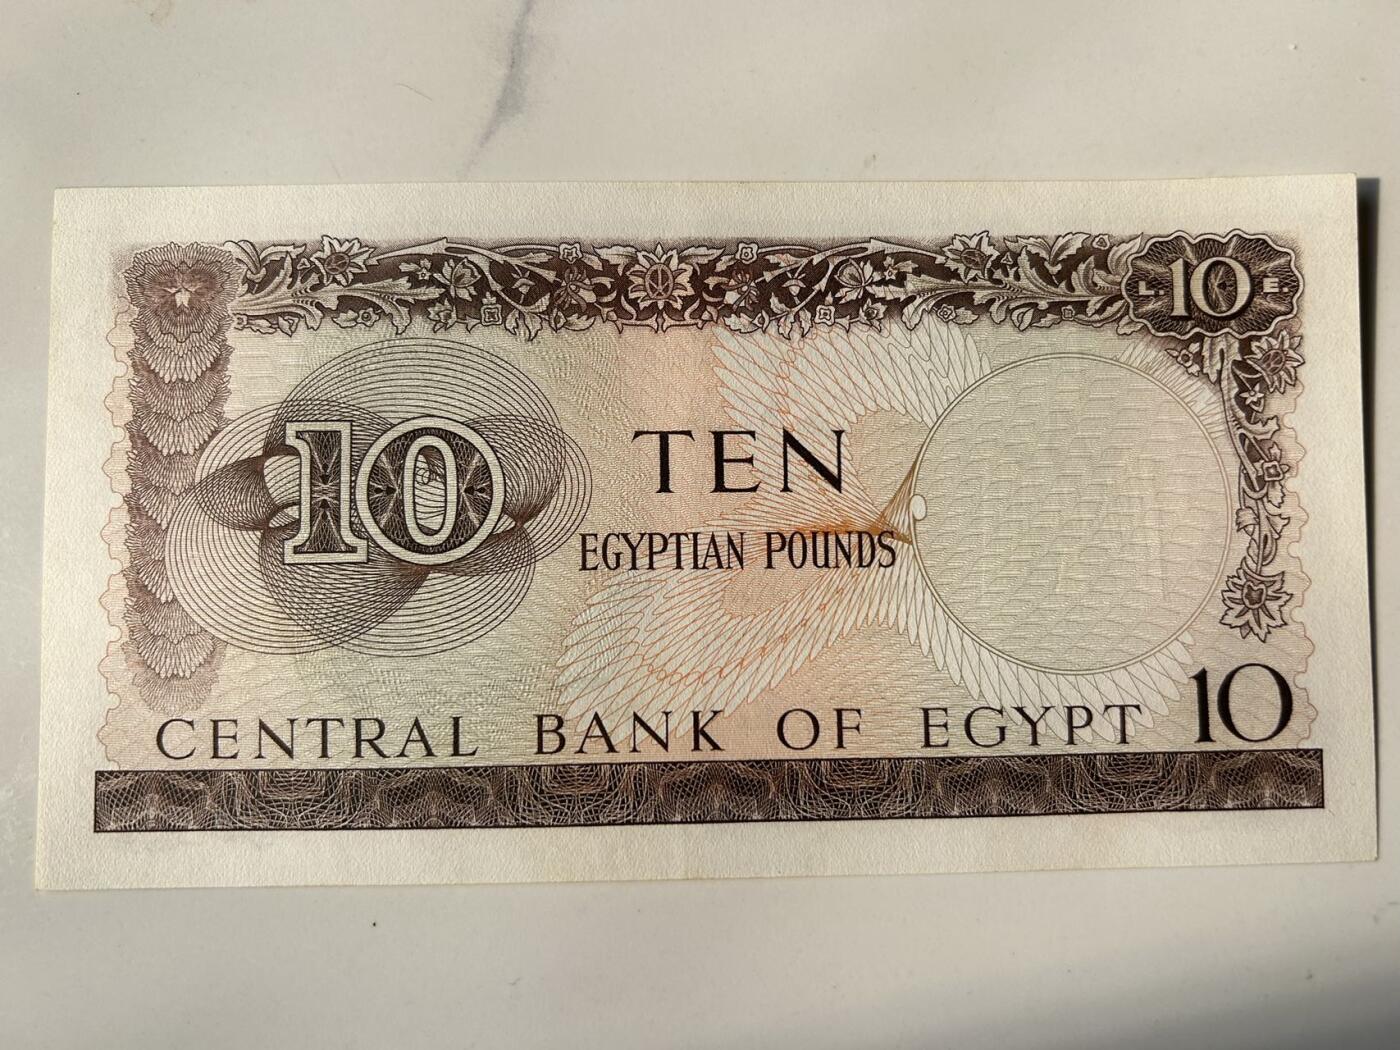 L. 10 E.
10
TEN
EGYPTIAN POUNDS
CENTRAL BANK OF EGYPT 10